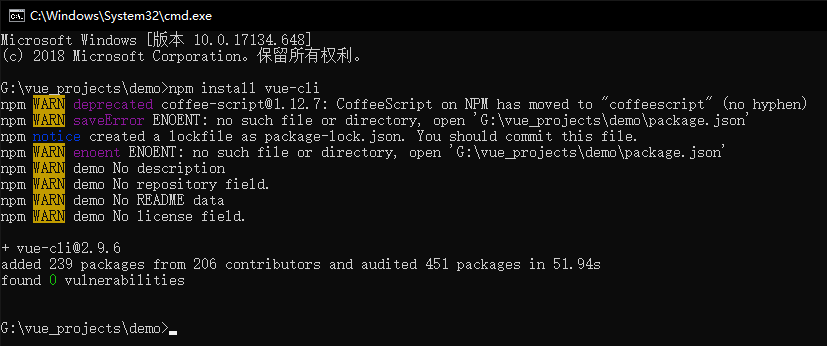 C:\Windows\System32\cmd.exe
Microsoft Windows [版本 10.0.17134.648]
(c) 2018 Microsoft Corporation。保留所有权利。
G:\vue_projects\demo>npm install vue-cli
npm WARN deprecated coffee-script@1.12.7: CoffeeScript on NPM has moved to "coffeescript" (no hyphen)
npm WARN saveError ENOENT: no such file or directory, open 'G:\vue_projects\demo\package.json'
npm notice created a lockfile as package-lock.json. You should commit this file.
npm WARN enoent ENOENT: no such file or directory, open 'G:\vue_projects\demo\package.json'
npm WARN demo No description
npm WARN demo No repository field.
npm WARN demo No README data
npm WARN demo No license field.
+ vue-cli@2.9.6
added 239 packages from 206 contributors and audited 451 packages in 51.94s
found 0 vulnerabilities
G:\vue_projects\demo>